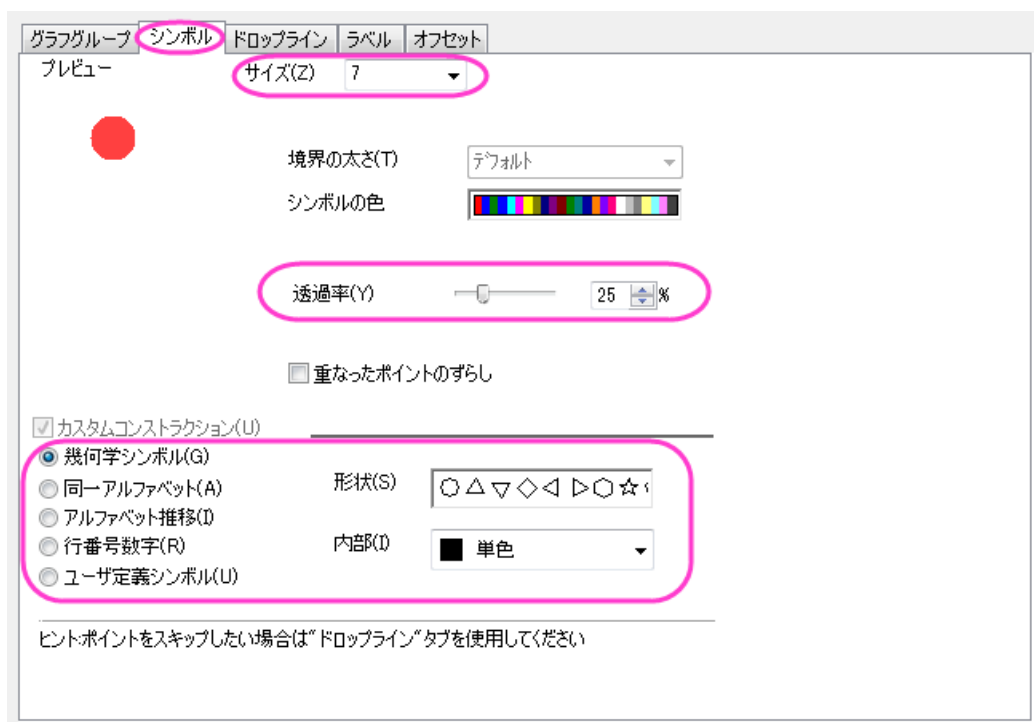 グラフグループ シンボル ドロップライン ラベル オフセット
プレビュー サイズ(Z) 7
境界の太さ(T) デフォルト
シンボルの色
透過率(Y) 25 %
重なったポイントのずらし
カスタムコンストラクション(U)
幾何学シンボル(G)
同一アルファベット(A) 形状(S)
アルファベット推移(I)
行番号数字(R) 内部(I) 単色
ユーザ定義シンボル(U)
ヒント:ポイントをスキップしたい場合は"ドロップライン"タブを使用してください